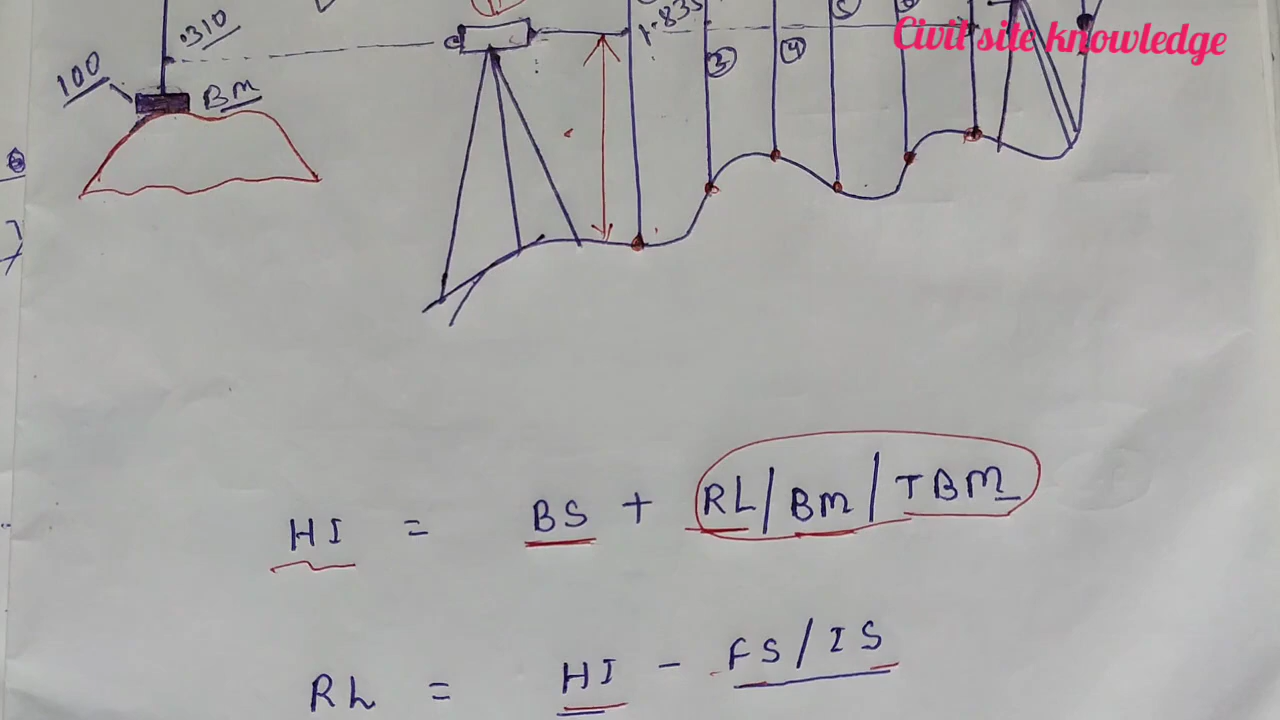 .310
1.835
5
Civil site knowledge
100
BM
3
4
HI = BS + RL/BM/TBM
RL = HI - FS/IS